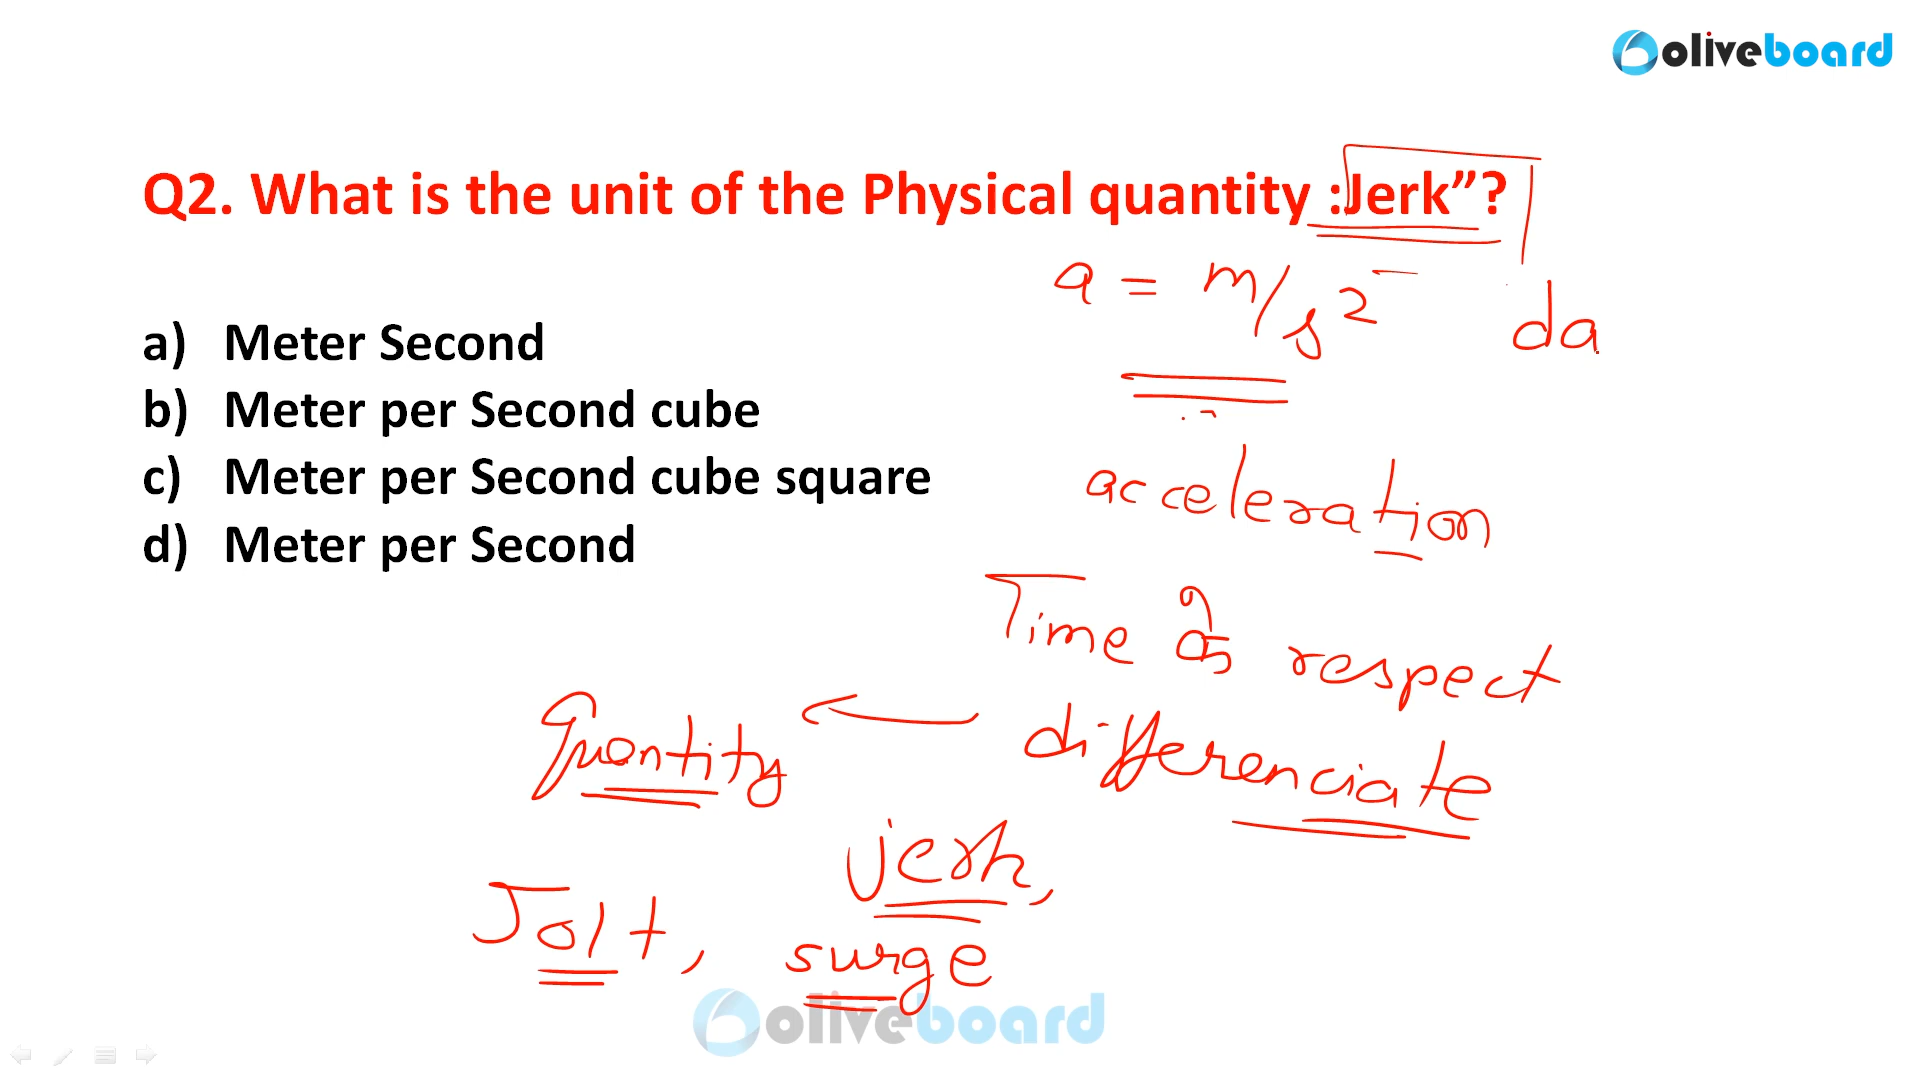 oliveboard
Q2. What is the unit of the Physical quantity :Jerk”?
a = m/s2
da
a) Meter Second
b) Meter per Second cube
c) Meter per Second cube square
d) Meter per Second
acceleration
Time के respect
Quantity ← differenciate
jerk,
Jolt, surge
oliveboard